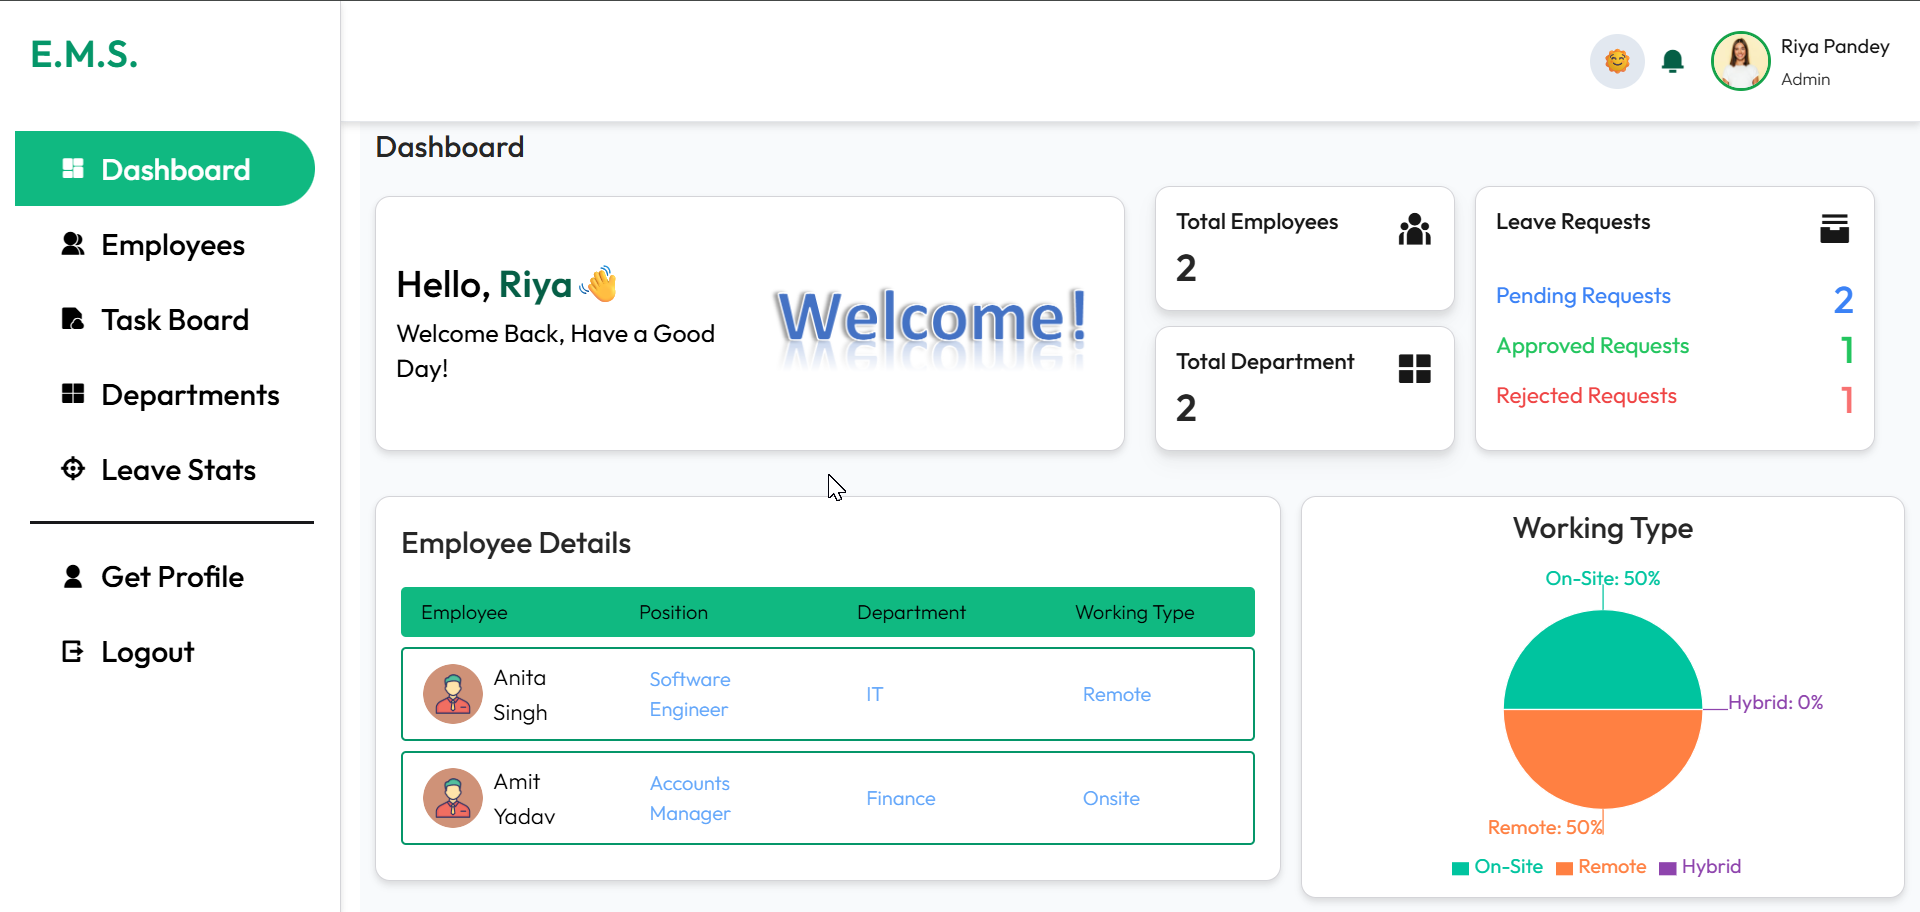 E.M.S.
Dashboard
Employees
Task Board
Departments
Leave Stats
Get Profile
Logout
Riya Pandey
Admin
Dashboard
Hello, Riya 👋
Welcome Back, Have a Good
Day!
Welcome!
Total Employees
2
Total Department
2
Leave Requests
Pending Requests 2
Approved Requests 1
Rejected Requests 1
Employee Details
Employee Position Department Working Type
Anita
Singh
Software
Engineer
IT
Remote
Amit
Yadav
Accounts
Manager
Finance
Onsite
Working Type
On-Site: 50%
Hybrid: 0%
Remote: 50%
On-Site Remote Hybrid